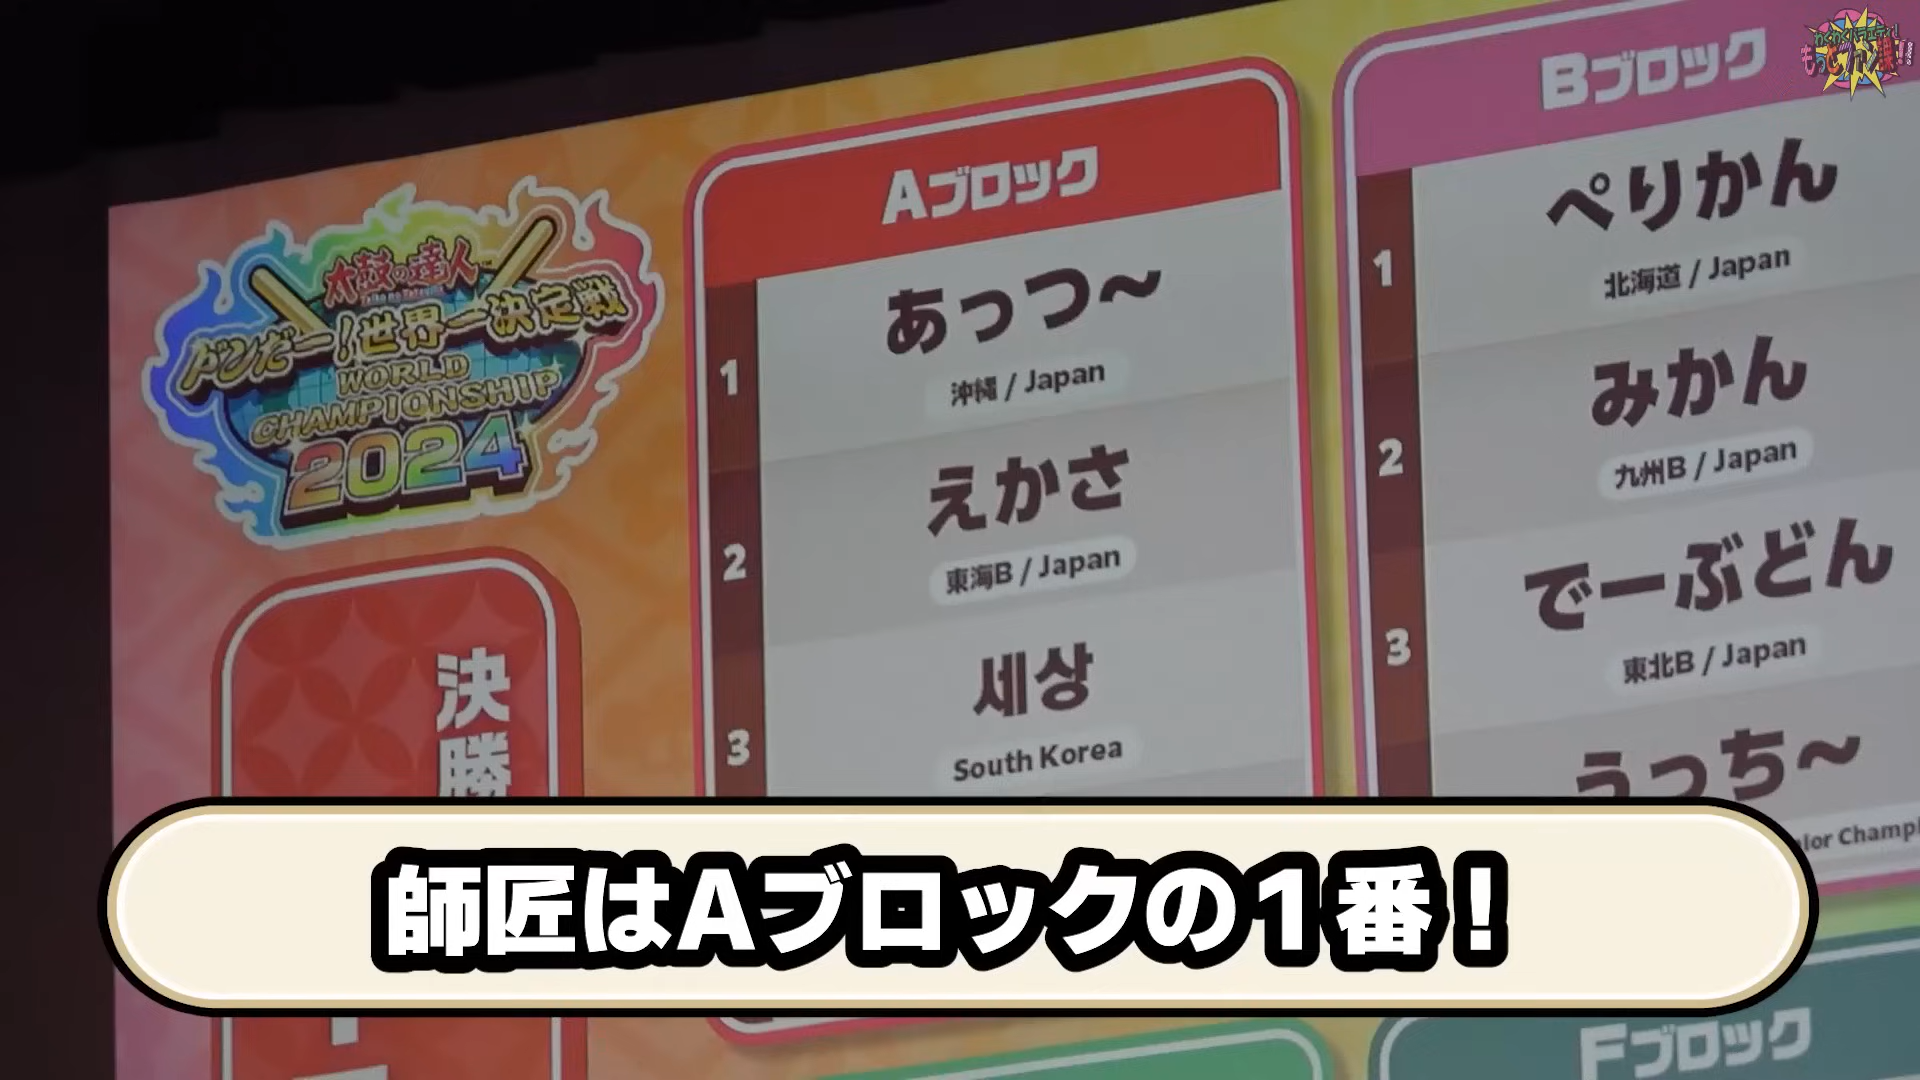 太鼓の達人
Taiko no Tatsujin
ドンだー!世界一決定戦
WORLD
CHAMPIONSHIP
2024
決勝
Aブロック
1
あっつ～
沖縄 / Japan
2
えかさ
東海B / Japan
3
세상
South Korea
Bブロック
1
ぺりかん
北海道 / Japan
2
みかん
九州B / Japan
3
でーぶどん
東北B / Japan
うっち～
Fブロック
師匠はAブロックの1番！